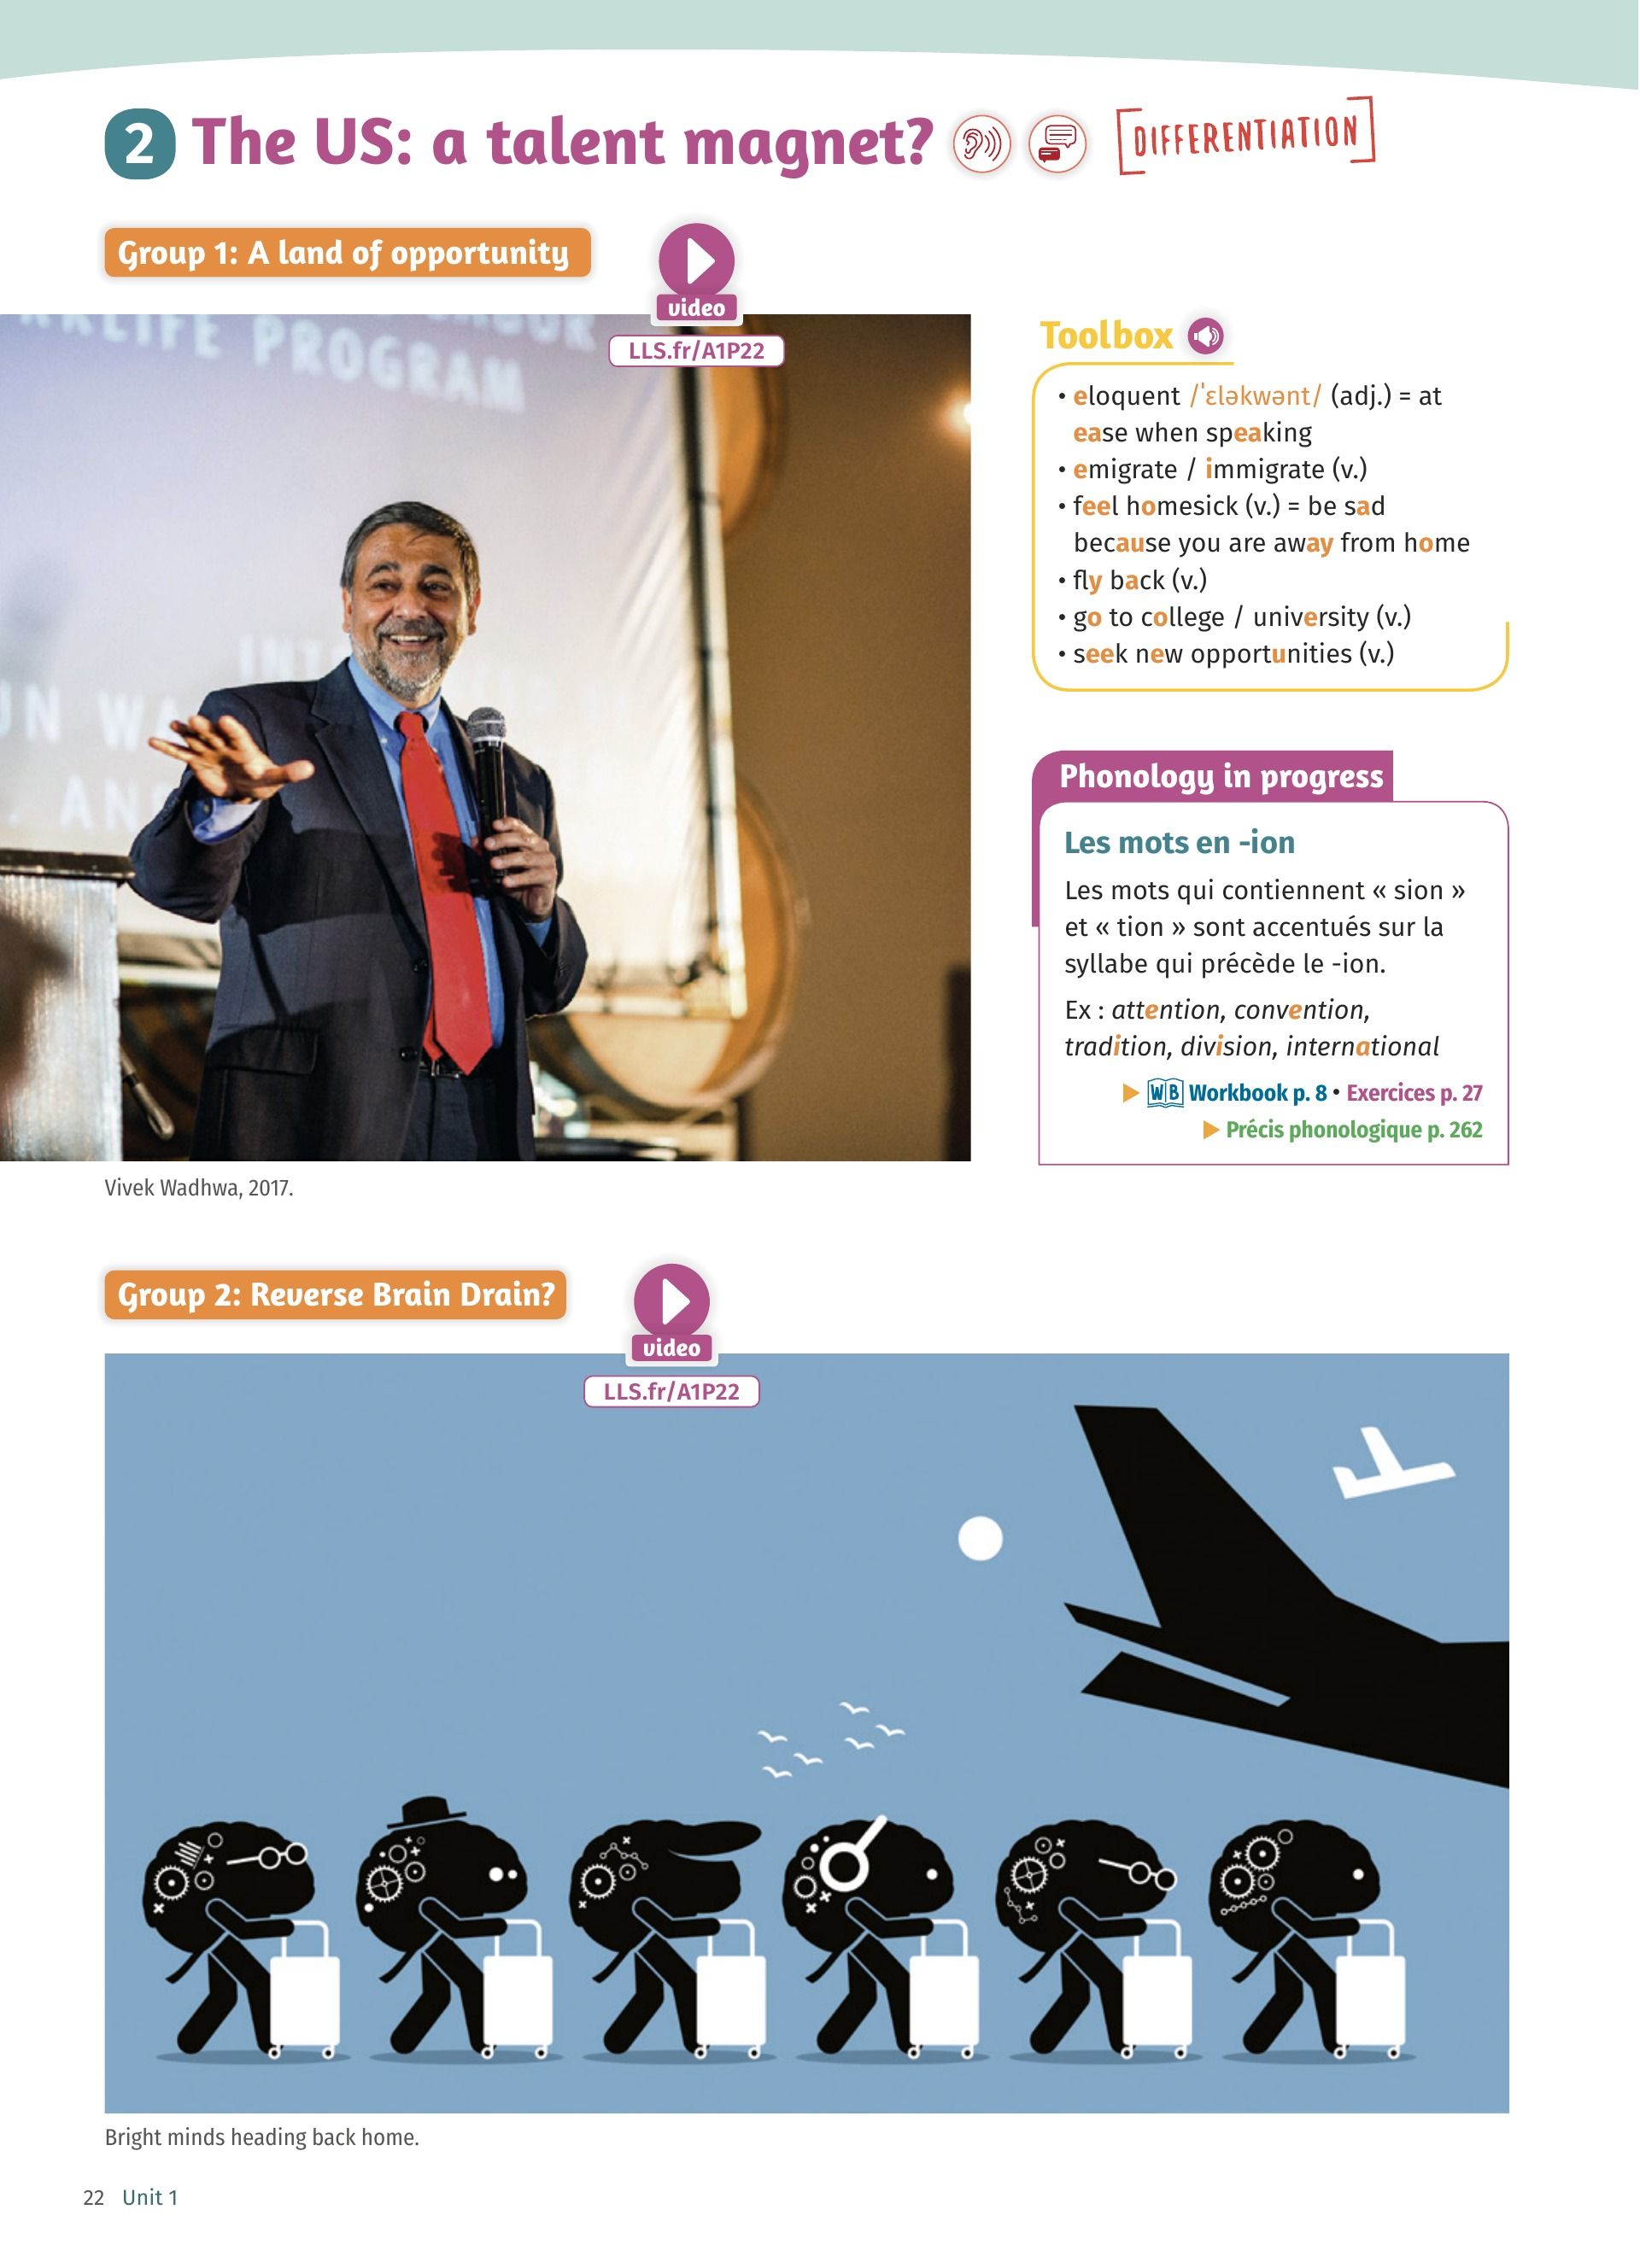 2 The US: a talent magnet?
[DIFFERENTIATION]
Group 1: A land of opportunity
video
LLS.fr/A1P22
LIFE PROGRAM
Toolbox
• eloquent /ˈɛləkwənt/ (adj.) = at
ease when speaking
• emigrate / immigrate (v.)
• feel homesick (v.) = be sad
because you are away from home
• fly back (v.)
• go to college / university (v.)
• seek new opportunities (v.)
Phonology in progress
Les mots en -ion
Les mots qui contiennent « sion »
et « tion » sont accentués sur la
syllabe qui précède le -ion.
Ex : attention, convention,
tradition, division, international
WB Workbook p. 8 • Exercices p. 27
Précis phonologique p. 262
Vivek Wadhwa, 2017.
Group 2: Reverse Brain Drain?
video
LLS.fr/A1P22
Bright minds heading back home.
22 Unit 1